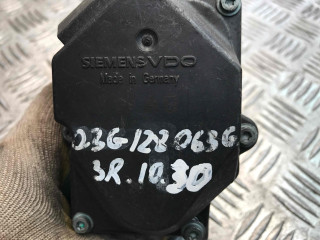 SIEMENS VDO
Made in Germany
03G128063G
3R.10.30